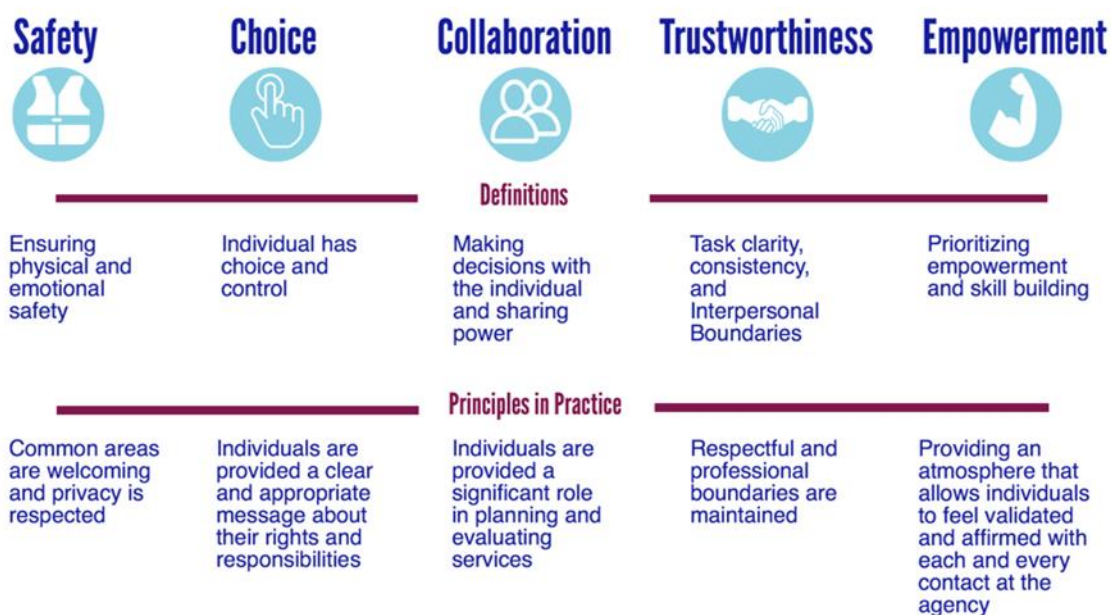 Safety
Choice
Collaboration
Trustworthiness
Empowerment
Definitions
Ensuring
physical and
emotional
safety
Individual has
choice and
control
Making
decisions with
the individual
and sharing
power
Task clarity,
consistency,
and
Interpersonal
Boundaries
Prioritizing
empowerment
and skill building
Principles in Practice
Common areas
are welcoming
and privacy is
respected
Individuals are
provided a clear
and appropriate
message about
their rights and
responsibilities
Individuals are
provided a
significant role
in planning and
evaluating
services
Respectful and
professional
boundaries are
maintained
Providing an
atmosphere that
allows individuals
to feel validated
and affirmed with
each and every
contact at the
agency